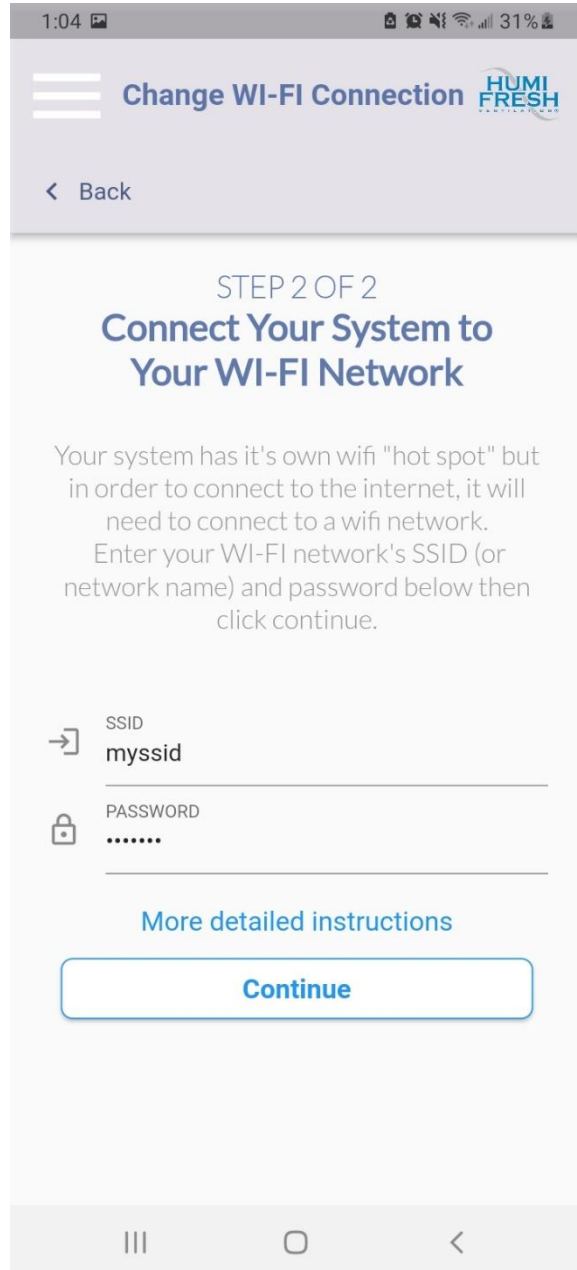 1:04
31%
Change WI-FI Connection
HUMI
FRESH
Back
STEP 2 OF 2
Connect Your System to
Your WI-FI Network
Your system has it's own wifi "hot spot" but
in order to connect to the internet, it will
need to connect to a wifi network.
Enter your WI-FI network's SSID (or
network name) and password below then
click continue.
SSID
myssid
PASSWORD
•••••••
More detailed instructions
Continue